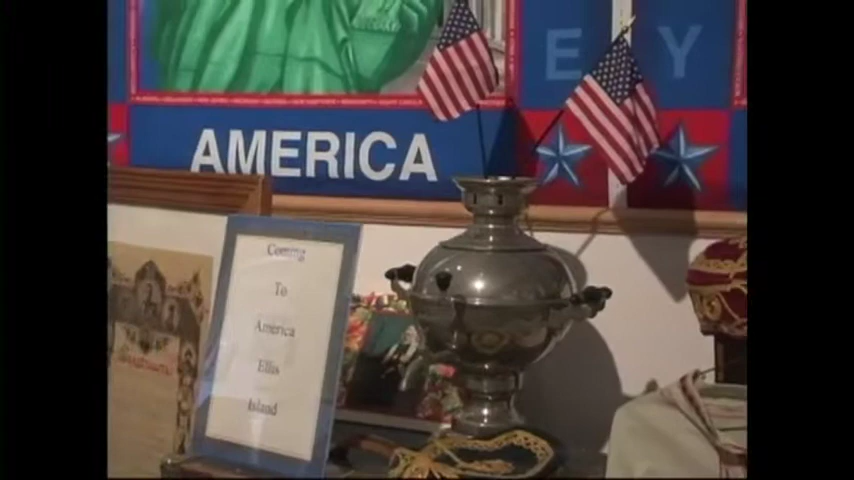 E Y
AMERICA
Coming
To
America
Ellis
Island